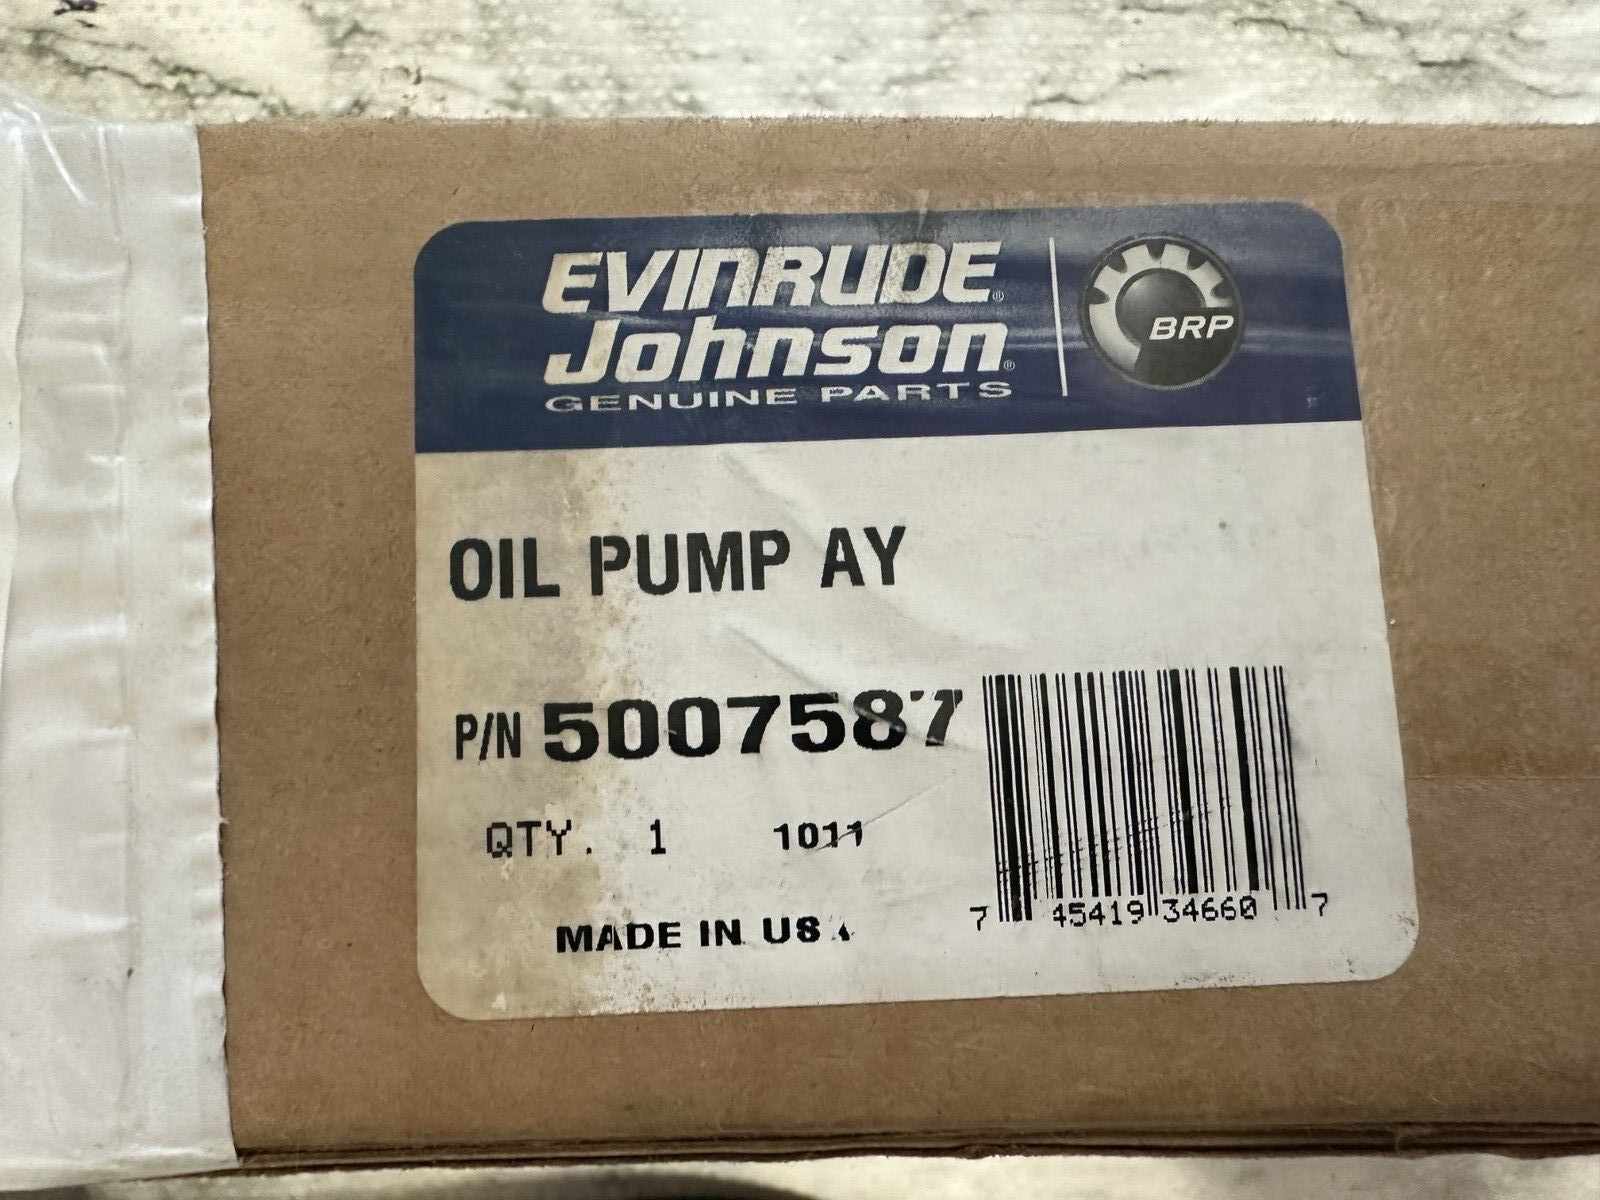 EVINRUDE®
Johnson®
GENUINE PARTS
BRP
OIL PUMP AY
P/N 5007587
QTY. 1 1011
MADE IN USA
7 45419 34660 7